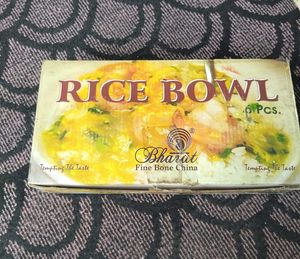 RICE BOWL
6 Pcs.
Bharat
Fine Bone China
Tempting The Taste
Tempting The Taste